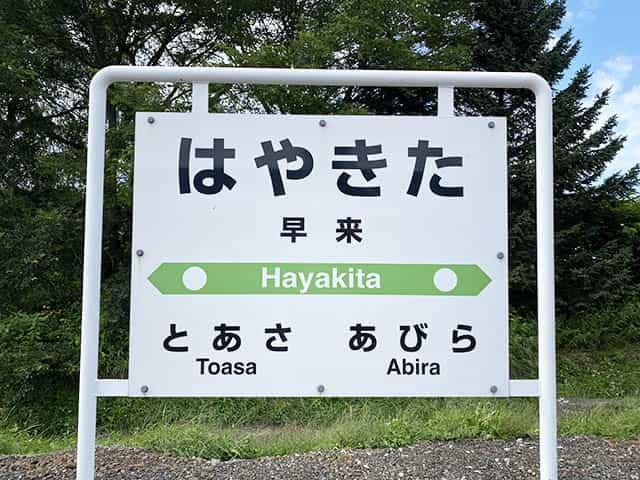 はやきた
早来
Hayakita
とあさ あびら
Toasa Abira